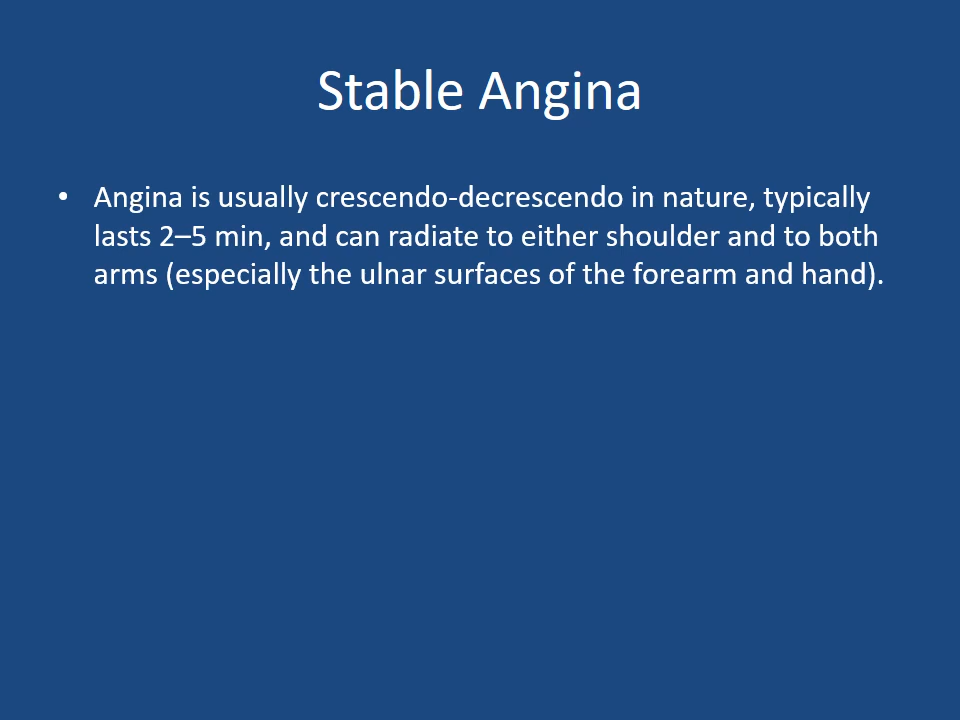 Stable Angina
• Angina is usually crescendo-decrescendo in nature, typically
lasts 2–5 min, and can radiate to either shoulder and to both
arms (especially the ulnar surfaces of the forearm and hand).